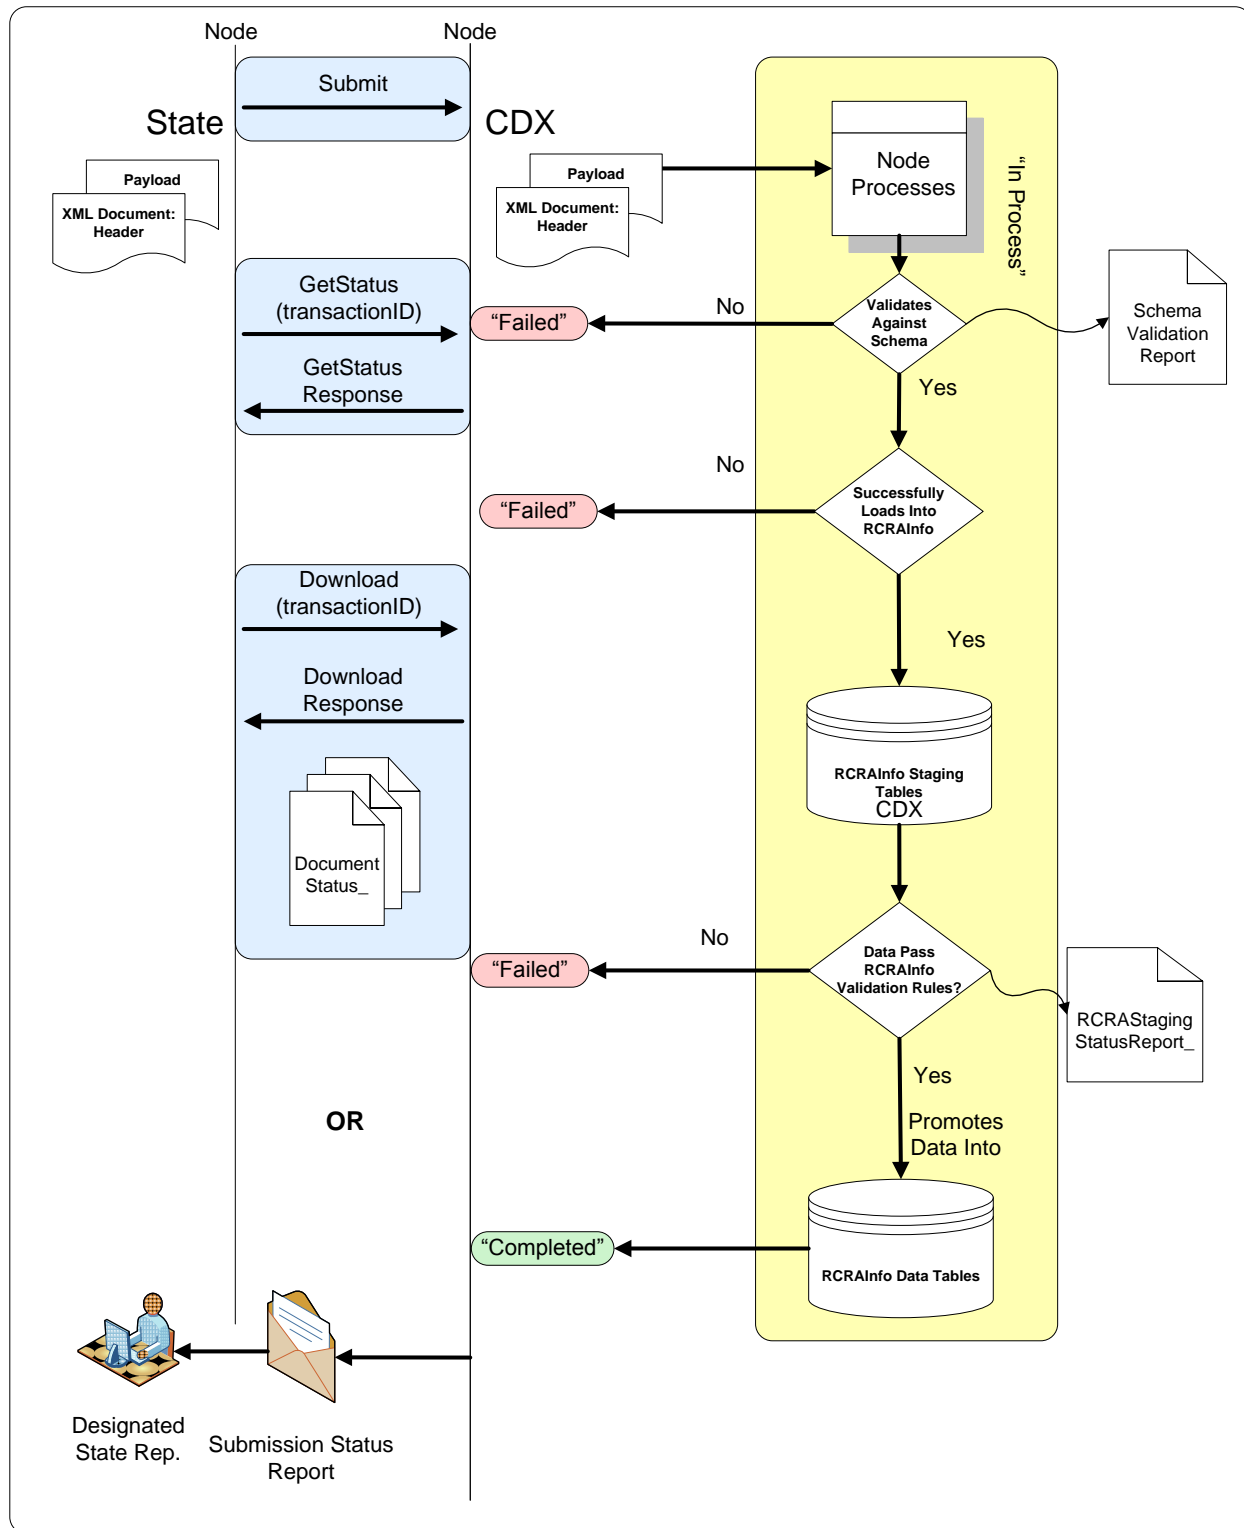 Node
Node
Submit
State
CDX
Payload
XML Document:
Header
Payload
XML Document:
Header
Node
Processes
“In Process”
GetStatus
(transactionID)
“Failed”
No
Validates
Against
Schema
Schema
Validation
Report
GetStatus
Response
Yes
No
“Failed”
Successfully
Loads Into
RCRAInfo
Download
(transactionID)
Yes
Download
Response
RCRAInfo Staging
Tables
CDX
Document
Status_
No
“Failed”
Data Pass
RCRAInfo
Validation Rules?
RCRAStaging
StatusReport_
Yes
OR
Promotes
Data Into
“Completed”
RCRAInfo Data Tables
Designated
State Rep.
Submission Status
Report